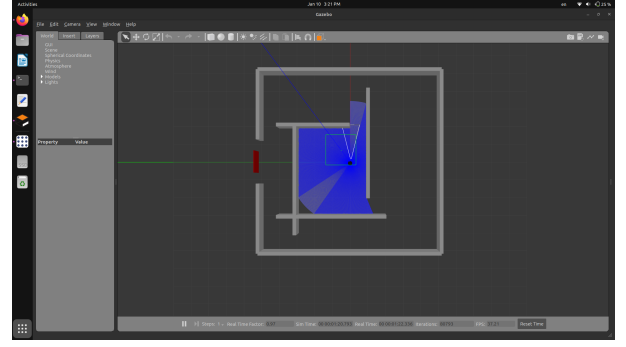 Activities
Jan 10 3:21 PM
en
25 %
Gazebo
File Edit Camera View Window Help
World Insert Layers
GUI
Scene
Spherical Coordinates
Physics
Atmosphere
Wind
Models
Lights
Property Value
Real Time Factor: Sim Time: Real Time: Iterations: FPS: Reset Time